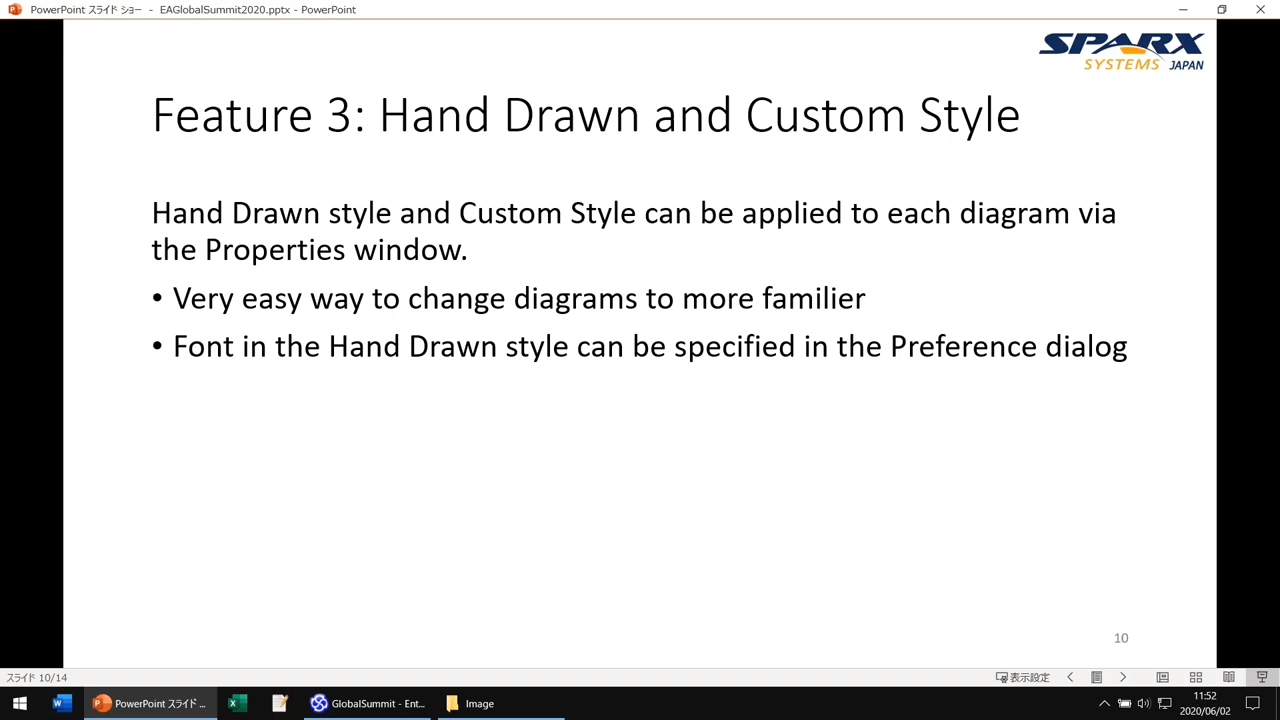 PowerPoint スライド ショー - EAGlobalSummit2020.pptx - PowerPoint
SPARX
SYSTEMS JAPAN
Feature 3: Hand Drawn and Custom Style
Hand Drawn style and Custom Style can be applied to each diagram via
the Properties window.
• Very easy way to change diagrams to more familier
• Font in the Hand Drawn style can be specified in the Preference dialog
10
スライド 10/14
表示設定
PowerPoint スライド ...
GlobalSummit - Ent...
Image
11:52
2020/06/02